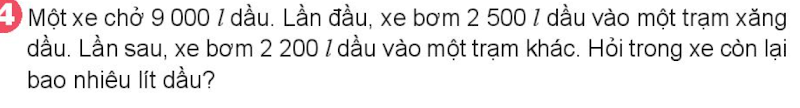 4 Một xe chở 9 000 l dầu. Lần đầu, xe bơm 2 500 l dầu vào một trạm xăng
dầu. Lần sau, xe bơm 2 200 l dầu vào một trạm khác. Hỏi trong xe còn lại
bao nhiêu lít dầu?